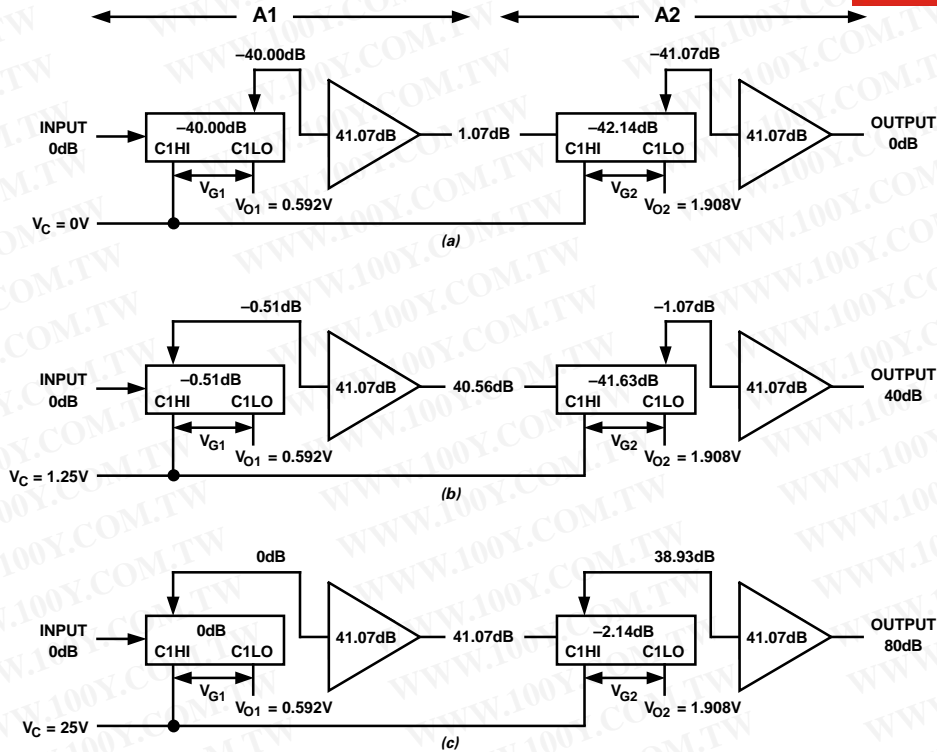 A1 A2
–40.00dB –41.07dB
INPUT
0dB
–40.00dB
C1HI C1LO
41.07dB
1.07dB
–42.14dB
C1HI C1LO
41.07dB
OUTPUT
0dB
VG1 VO1 = 0.592V
VG2 VO2 = 1.908V
VC = 0V
(a)
–0.51dB –1.07dB
INPUT
0dB
–0.51dB
C1HI C1LO
41.07dB
40.56dB
–41.63dB
C1HI C1LO
41.07dB
OUTPUT
40dB
VG1 VO1 = 0.592V
VG2 VO2 = 1.908V
VC = 1.25V
(b)
0dB 38.93dB
INPUT
0dB
0dB
C1HI C1LO
41.07dB
41.07dB
–2.14dB
C1HI C1LO
41.07dB
OUTPUT
80dB
VG1 VO1 = 0.592V
VG2 VO2 = 1.908V
VC = 25V
(c)
WWW.100Y.COM.TW